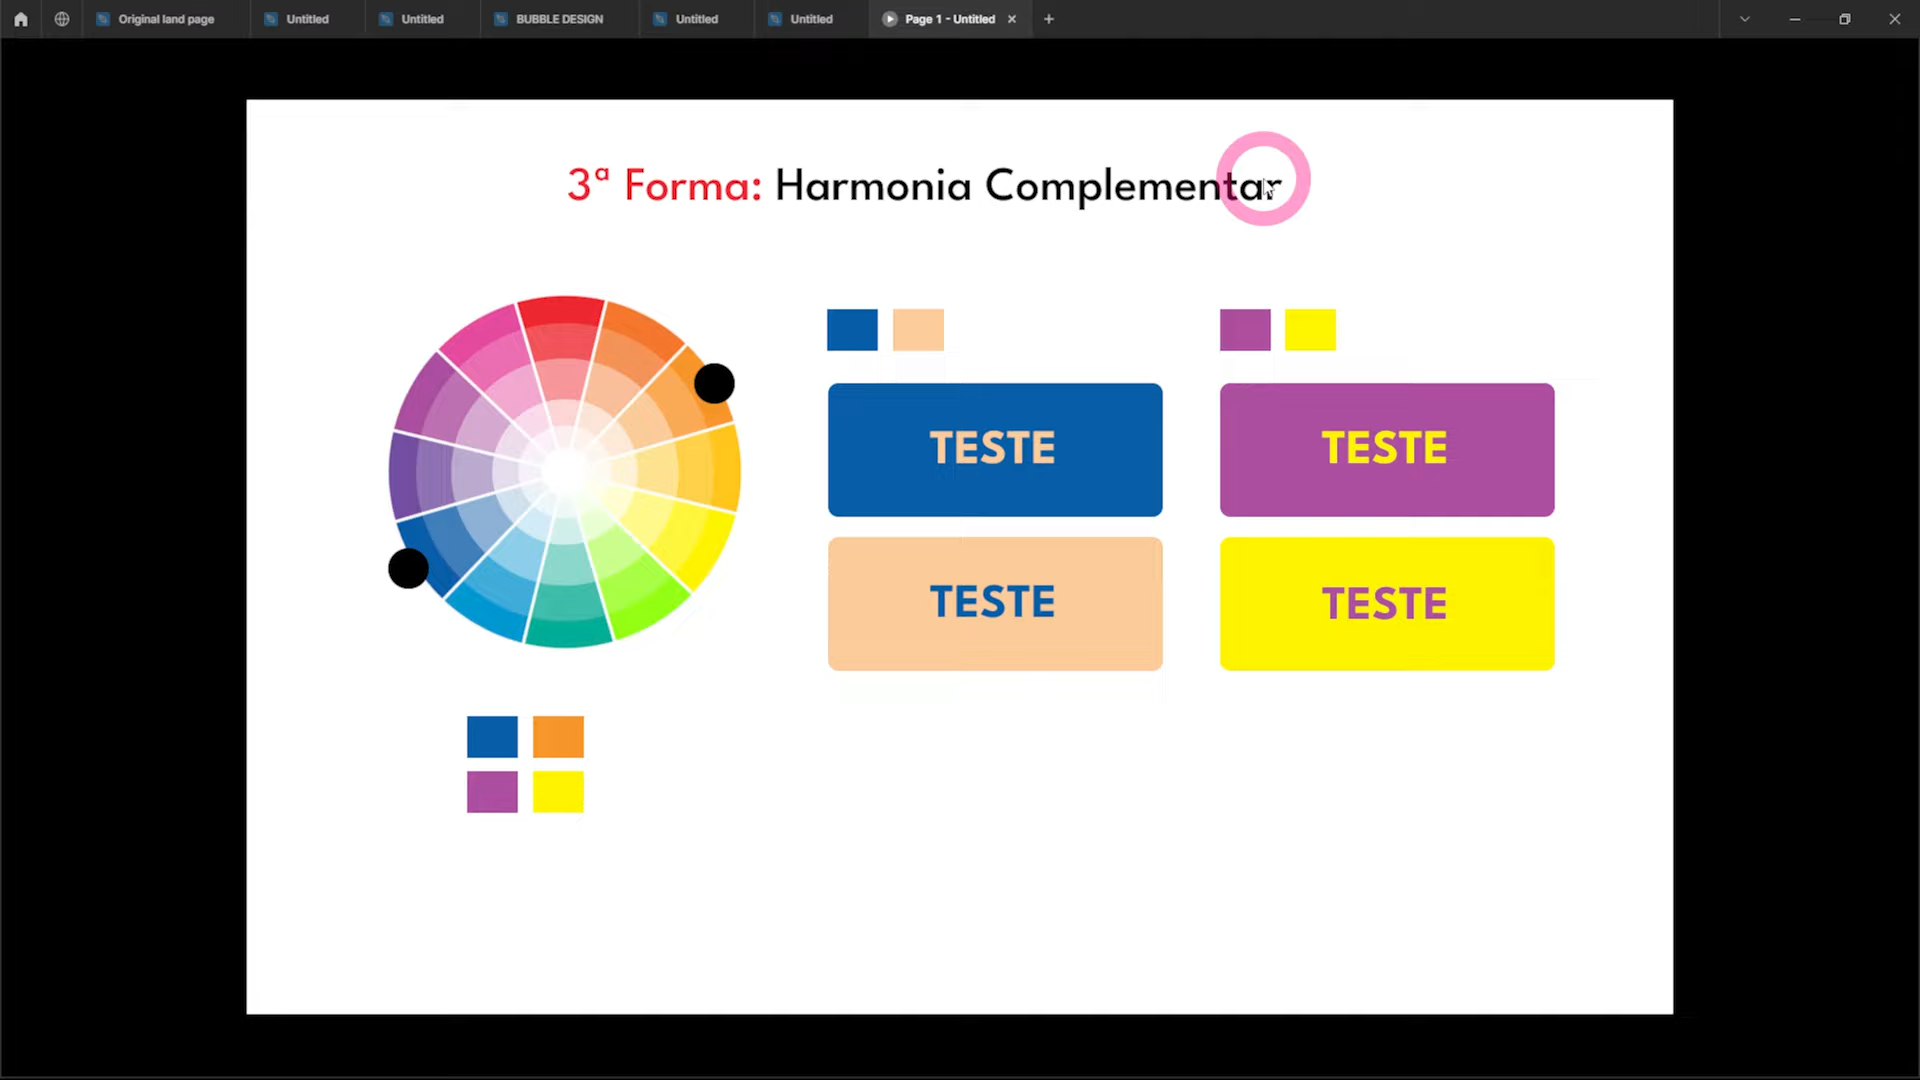 Original land page
Untitled
Untitled
BUBBLE DESIGN
Untitled
Untitled
Page 1 - Untitled
3ª Forma: Harmonia Complementar
TESTE
TESTE
TESTE
TESTE